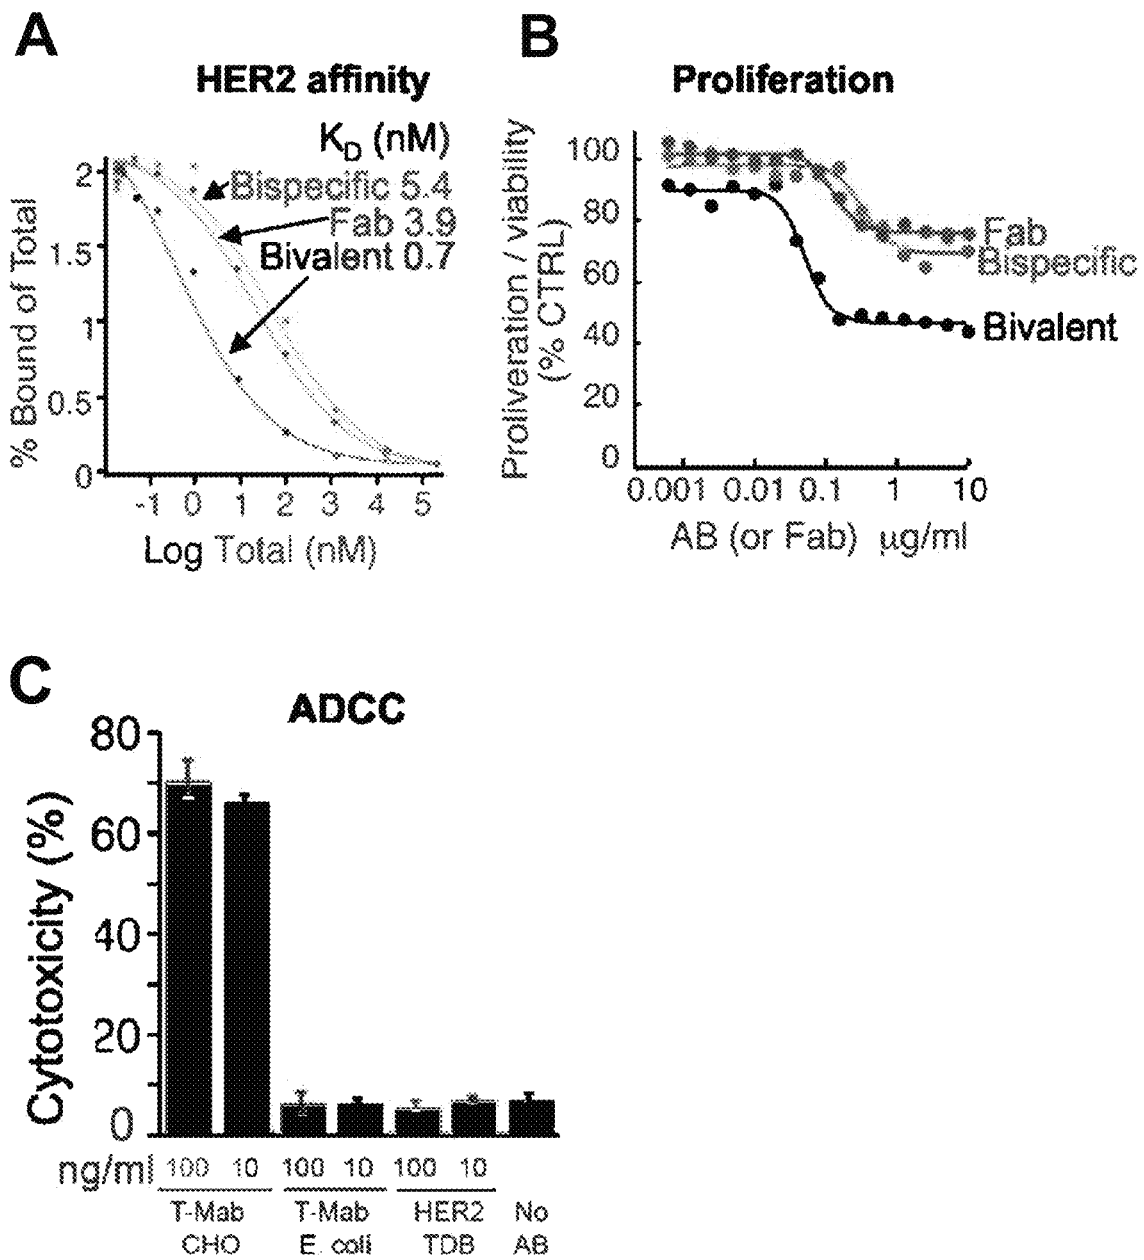 A
HER2 affinity
K_D (nM)
Bispecific 5.4
Fab 3.9
Bivalent 0.7
% Bound of Total
2
1.5
1
0.5
0
-1 0 1 2 3 4 5
Log Total (nM)
B
Proliferation
Proliveration / viability
(% CTRL)
100
80
60
40
20
0
Fab
Bispecific
Bivalent
0.001 0.01 0.1 1 10
AB (or Fab) μg/ml
C
ADCC
Cytotoxicity (%)
80
60
40
20
0
ng/ml 100 10 100 10 100 10
T-Mab T-Mab HER2 No
CHO E. coli TDB AB